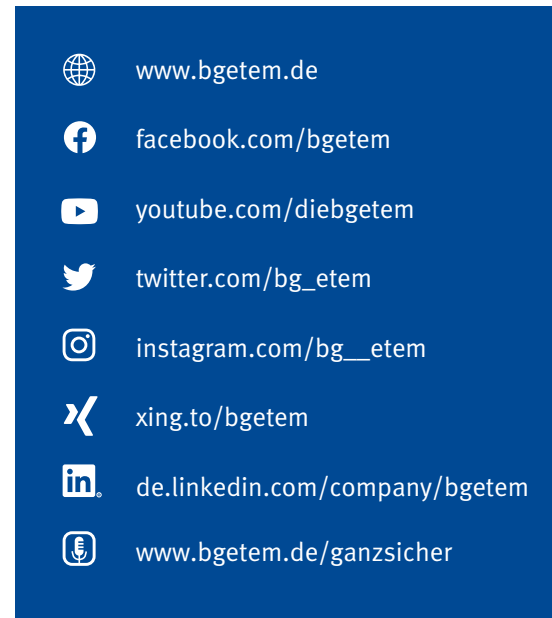 www.bgetem.de
facebook.com/bgetem
youtube.com/diebgetem
twitter.com/bg_etem
instagram.com/bg__etem
xing.to/bgetem
in
de.linkedin.com/company/bgetem
www.bgetem.de/ganzsicher